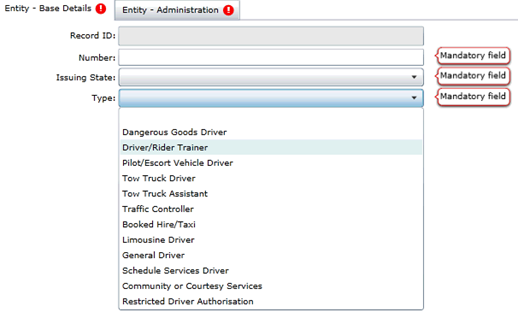 Entity - Base Details
Entity - Administration
Record ID:
Number: Mandatory field
Issuing State: Mandatory field
Type: Mandatory field
Dangerous Goods Driver
Driver/Rider Trainer
Pilot/Escort Vehicle Driver
Tow Truck Driver
Tow Truck Assistant
Traffic Controller
Booked Hire/Taxi
Limousine Driver
General Driver
Schedule Services Driver
Community or Courtesy Services
Restricted Driver Authorisation